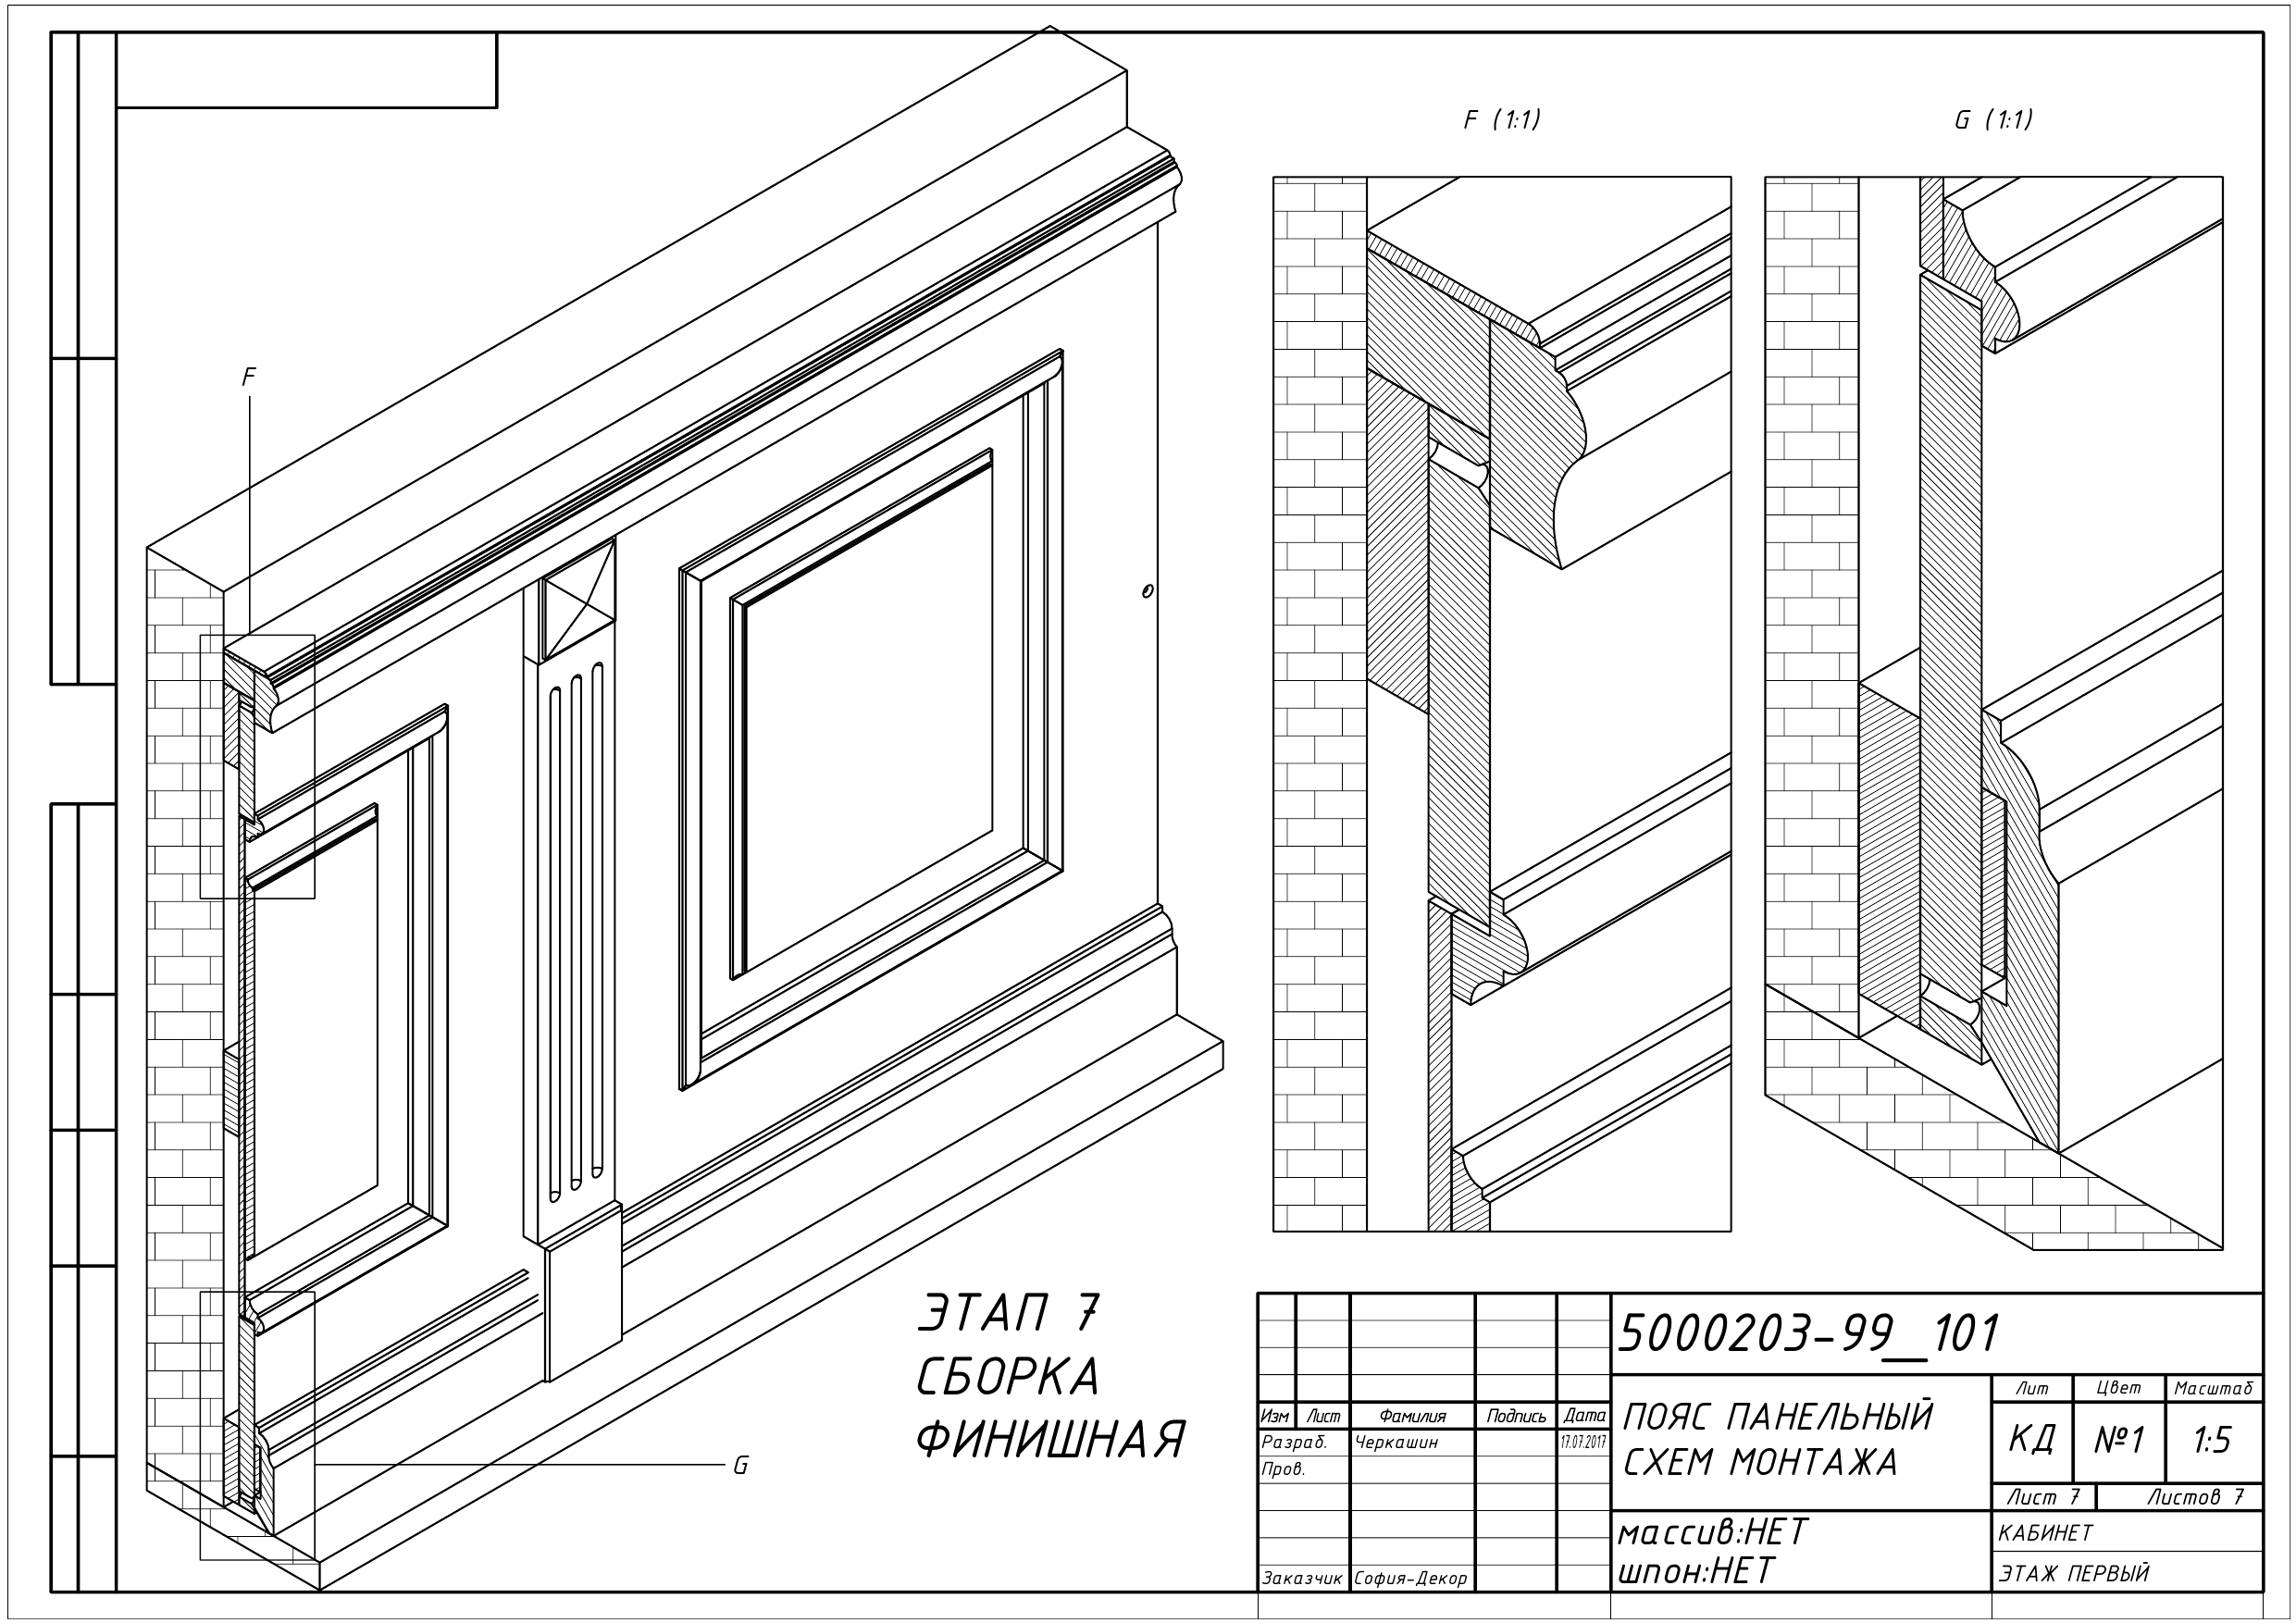 F (1:1)
G (1:1)
F
G
ЭТАП 7
СБОРКА
ФИНИШНАЯ
5000203-99_101
ПОЯС ПАНЕЛЬНЫЙ
СХЕМ МОНТАЖА
Лит Цвет Масштаб
КД №1 1:5
Лист 7 Листов 7
Изм Лист Фамилия Подпись Дата
Разраб. Черкашин 17.07.2017
Пров.
Заказчик София-Декор
массив:НЕТ
шпон:НЕТ
КАБИНЕТ
ЭТАЖ ПЕРВЫЙ